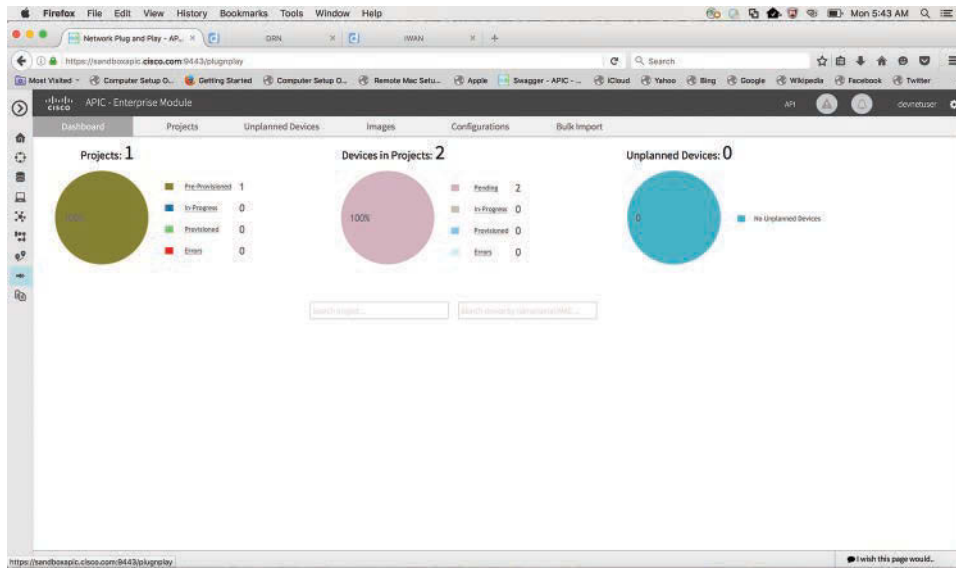 Firefox File Edit View History Bookmarks Tools Window Help Mon 5:43 AM
Network Plug and Play - AP... × GRN × IWAN × +
https://sandboxapic.cisco.com:9443/plugnplay Search
Most Visited Computer Setup O... Getting Started Computer Setup O... Remote Mac Setu... Apple Swagger - APIC - ... iCloud Yahoo Bing Google Wikipedia Facebook Twitter
CISCO APIC - Enterprise Module API devnetuser
Dashboard Projects Unplanned Devices Images Configurations Bulk Import
Projects: 1 Devices in Projects: 2 Unplanned Devices: 0
Pre-Provisioned 1 Pending 2
In-Progress 0 In-Progress 0
100% 100% 0 No Unplanned Devices
Provisioned 0 Provisioned 0
Errors 0 Errors 0
Search project...
https://sandboxapic.cisco.com:9443/plugnplay I wish this page would...